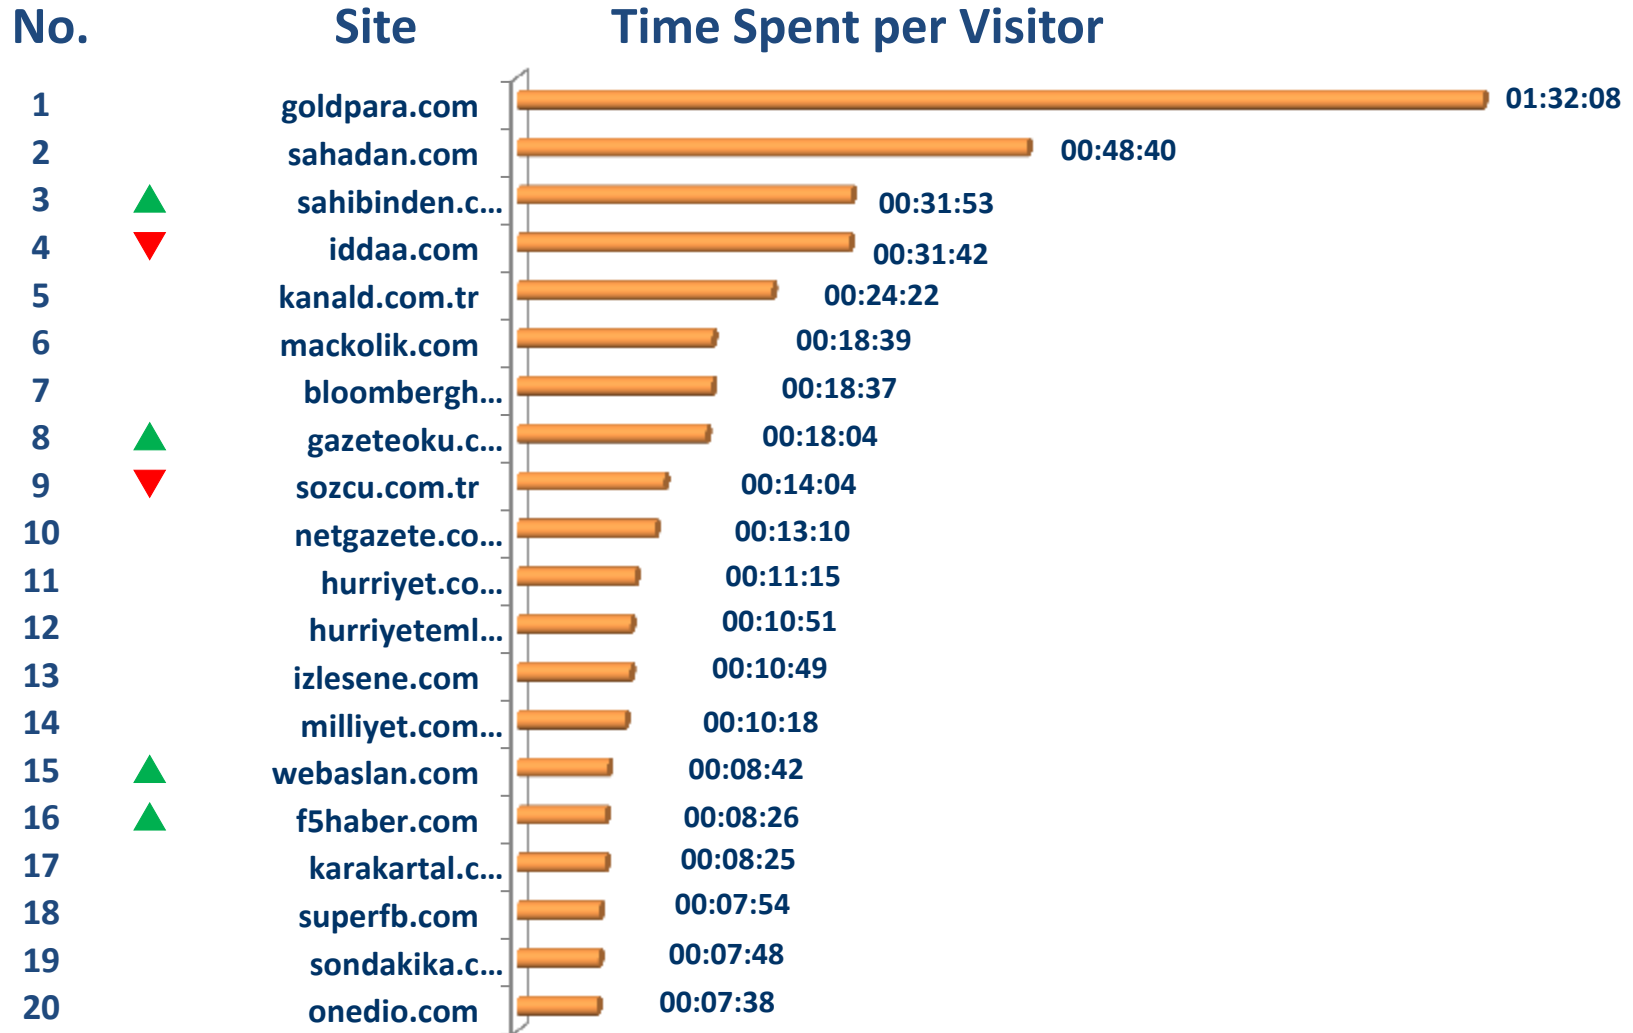 No. Site Time Spent per Visitor
1 goldpara.com 01:32:08
2 sahadan.com 00:48:40
3 sahibinden.c... 00:31:53
4 iddaa.com 00:31:42
5 kanald.com.tr 00:24:22
6 mackolik.com 00:18:39
7 bloombergh... 00:18:37
8 gazeteoku.c... 00:18:04
9 sozcu.com.tr 00:14:04
10 netgazete.co... 00:13:10
11 hurriyet.co... 00:11:15
12 hurriyeteml... 00:10:51
13 izlesene.com 00:10:49
14 milliyet.com... 00:10:18
15 webaslan.com 00:08:42
16 f5haber.com 00:08:26
17 karakartal.c... 00:08:25
18 superfb.com 00:07:54
19 sondakika.c... 00:07:48
20 onedio.com 00:07:38